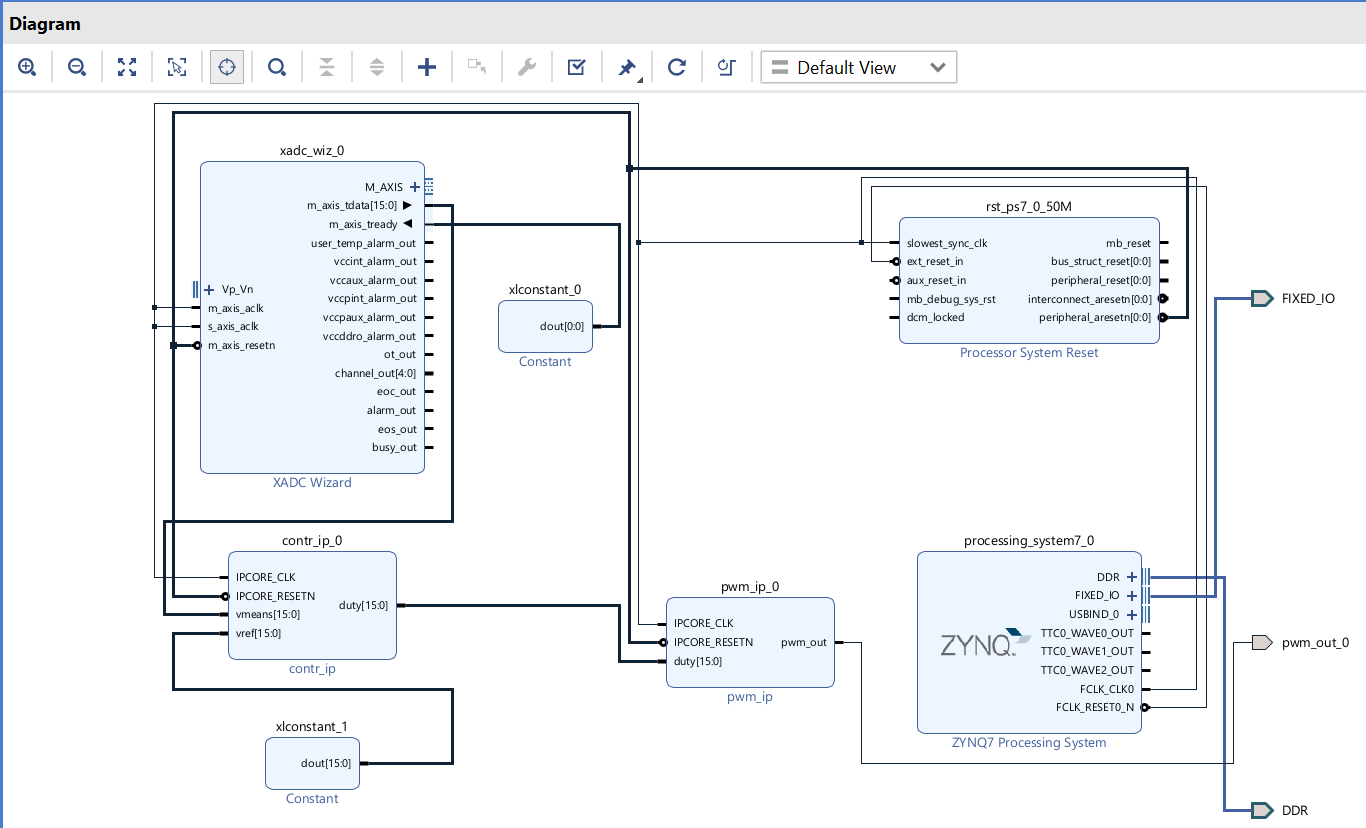 Diagram
Default View
xadc_wiz_0
M_AXIS
m_axis_tdata[15:0]
m_axis_tready
user_temp_alarm_out
vccint_alarm_out
vccaux_alarm_out
vccpint_alarm_out
vccpaux_alarm_out
vccddro_alarm_out
ot_out
channel_out[4:0]
eoc_out
alarm_out
eos_out
busy_out
Vp_Vn
m_axis_aclk
s_axis_aclk
m_axis_resetn
XADC Wizard
xlconstant_0
dout[0:0]
Constant
rst_ps7_0_50M
slowest_sync_clk
ext_reset_in
aux_reset_in
mb_debug_sys_rst
dcm_locked
mb_reset
bus_struct_reset[0:0]
peripheral_reset[0:0]
interconnect_aresetn[0:0]
peripheral_aresetn[0:0]
Processor System Reset
FIXED_IO
contr_ip_0
IPCORE_CLK
IPCORE_RESETN
vmeans[15:0]
vref[15:0]
duty[15:0]
contr_ip
pwm_ip_0
IPCORE_CLK
IPCORE_RESETN
duty[15:0]
pwm_out
pwm_ip
processing_system7_0
ZYNQ
DDR
FIXED_IO
USBIND_0
TTC0_WAVE0_OUT
TTC0_WAVE1_OUT
TTC0_WAVE2_OUT
FCLK_CLK0
FCLK_RESET0_N
ZYNQ7 Processing System
pwm_out_0
xlconstant_1
dout[15:0]
Constant
DDR